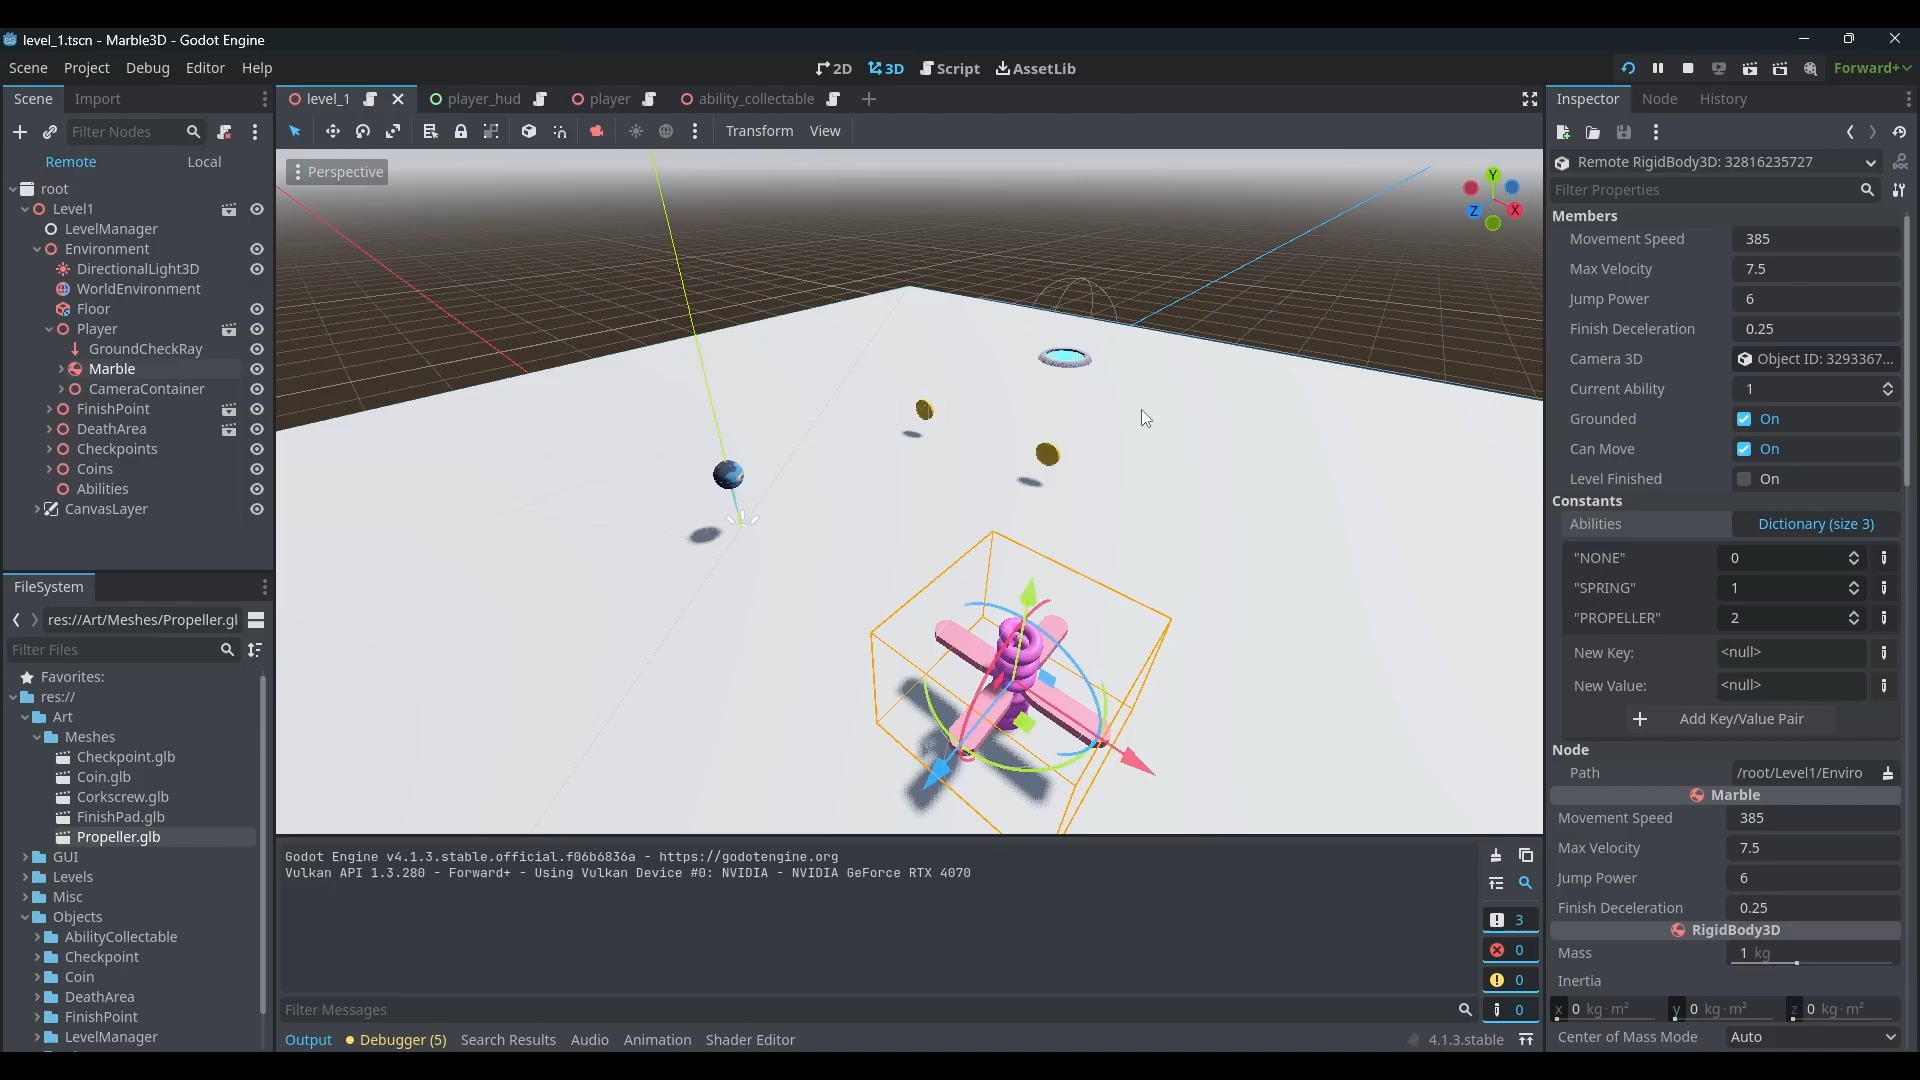 level_1.tscn - Marble3D - Godot Engine
Scene Project Debug Editor Help
2D 3D Script AssetLib
Forward+
Scene Import
level_1 player_hud player ability_collectable
Inspector Node History
Filter Nodes
Transform View
Remote Local
root
Level1
LevelManager
Environment
DirectionalLight3D
WorldEnvironment
Floor
Player
GroundCheckRay
Marble
CameraContainer
FinishPoint
DeathArea
Checkpoints
Coins
Abilities
CanvasLayer
FileSystem
res://Art/Meshes/Propeller.gl
Filter Files
Favorites:
res://
Art
Meshes
Checkpoint.glb
Coin.glb
Corkscrew.glb
FinishPad.glb
Propeller.glb
GUI
Levels
Misc
Objects
AbilityCollectable
Checkpoint
Coin
DeathArea
FinishPoint
LevelManager
Perspective
Y
Z X
Godot Engine v4.1.3.stable.official.f06b6836a - https://godotengine.org
Vulkan API 1.3.280 - Forward+ - Using Vulkan Device #0: NVIDIA - NVIDIA GeForce RTX 4070
3
0
0
0
Filter Messages
Output Debugger (5) Search Results Audio Animation Shader Editor
4.1.3.stable
Remote RigidBody3D: 32816235727
Filter Properties
Members
Movement Speed 385
Max Velocity 7.5
Jump Power 6
Finish Deceleration 0.25
Camera 3D Object ID: 3293367...
Current Ability 1
Grounded On
Can Move On
Level Finished On
Constants
Abilities Dictionary (size 3)
"NONE" 0
"SPRING" 1
"PROPELLER" 2
New Key: <null>
New Value: <null>
Add Key/Value Pair
Node
Path /root/Level1/Enviro
Marble
Movement Speed 385
Max Velocity 7.5
Jump Power 6
Finish Deceleration 0.25
RigidBody3D
Mass 1 kg
Inertia
x 0 kg·m² y 0 kg·m² z 0 kg·m²
Center of Mass Mode Auto